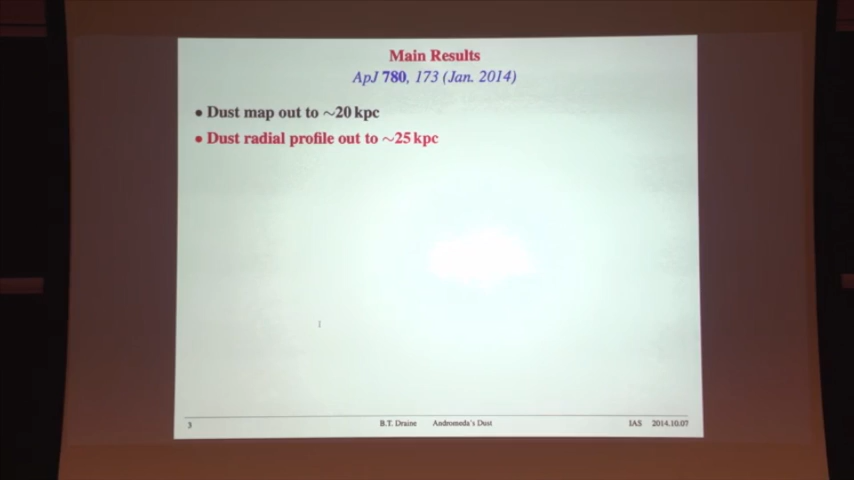 Main Results
ApJ 780, 173 (Jan. 2014)
• Dust map out to ∼20 kpc
• Dust radial profile out to ∼25 kpc
3 B.T. Draine Andromeda's Dust IAS 2014.10.07